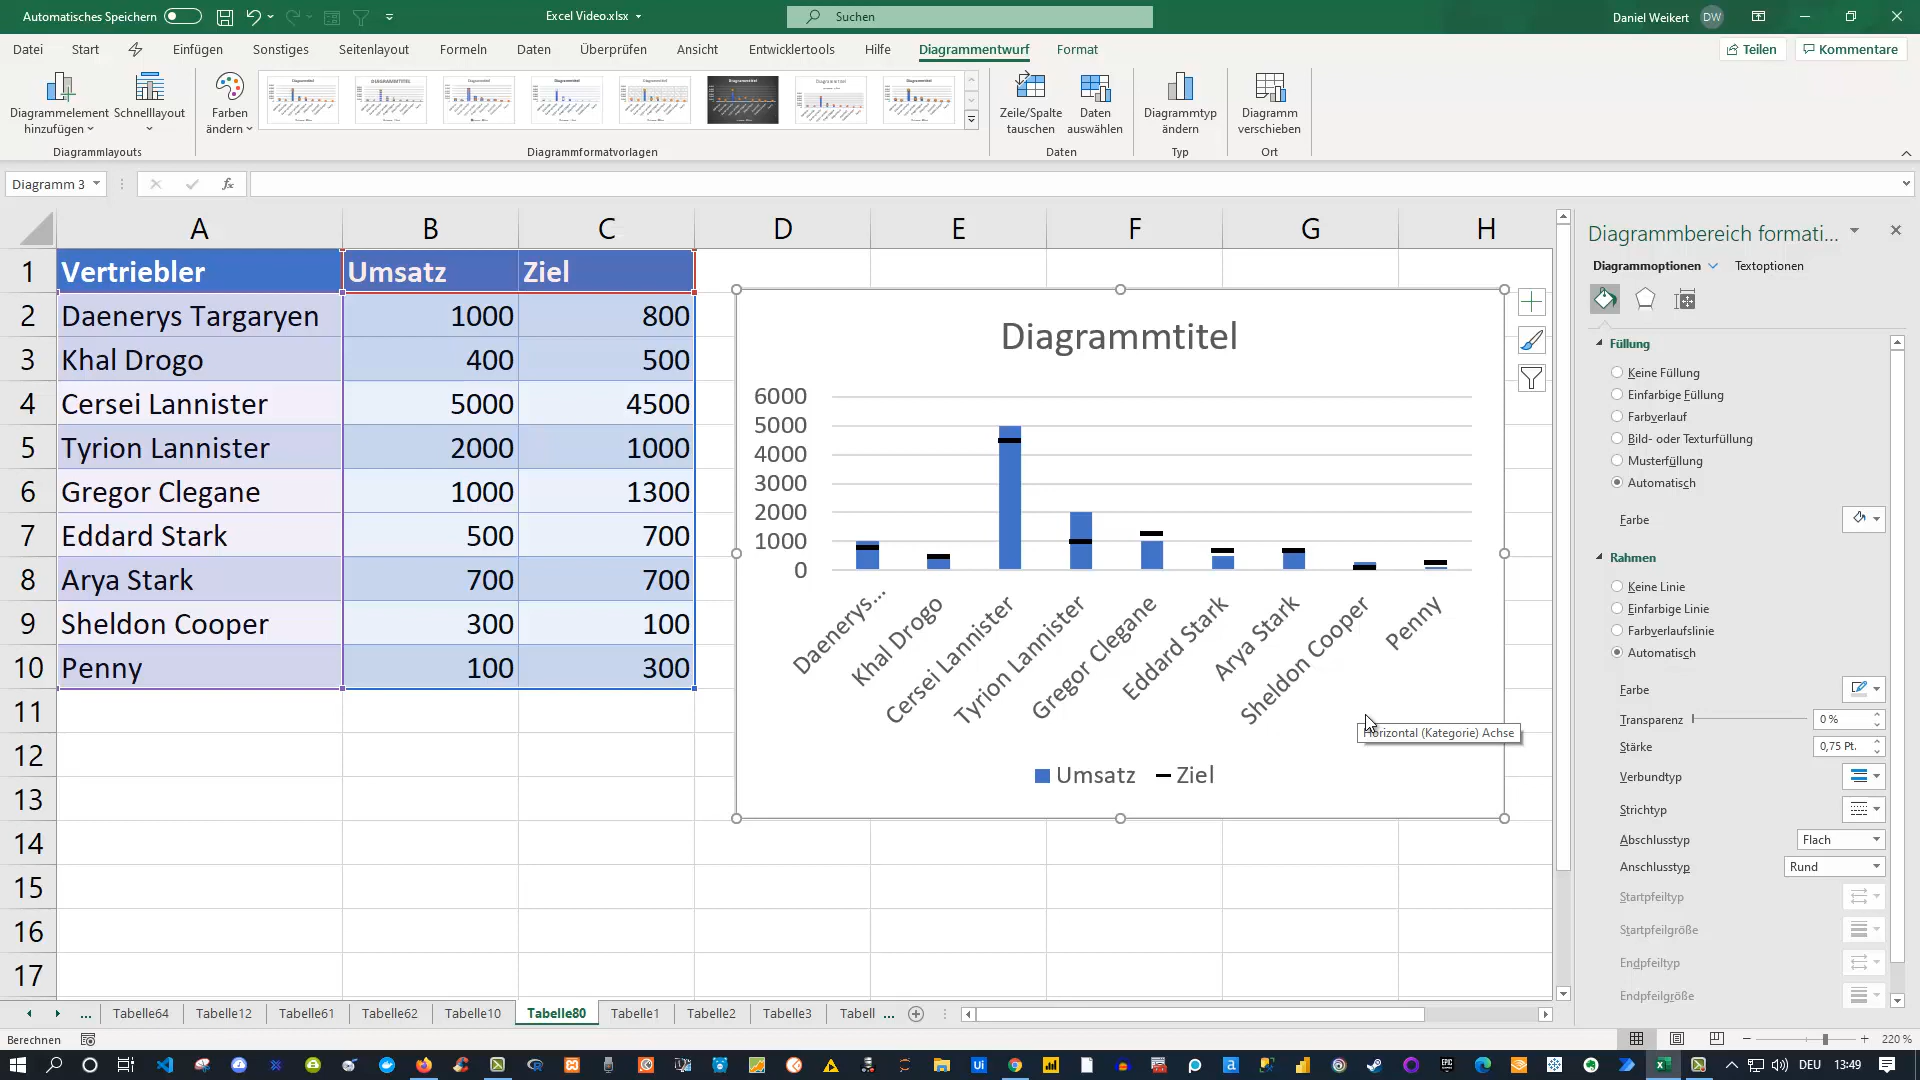 Automatisches Speichern
Excel Video.xlsx
Suchen
Daniel Weikert DW
Datei Start Einfügen Sonstiges Seitenlayout Formeln Daten Überprüfen Ansicht Entwicklertools Hilfe Diagrammentwurf Format Teilen Kommentare
Diagrammelement hinzufügen
Schnelllayout
Farben ändern
Zeile/Spalte tauschen
Daten auswählen
Diagrammtyp ändern
Diagramm verschieben
Diagrammlayouts Diagrammformatvorlagen Daten Typ Ort
Diagramm 3 fx
A B C D E F G H
1 Vertriebler Umsatz Ziel
2 Daenerys Targaryen 1000 800
3 Khal Drogo 400 500
4 Cersei Lannister 5000 4500
5 Tyrion Lannister 2000 1000
6 Gregor Clegane 1000 1300
7 Eddard Stark 500 700
8 Arya Stark 700 700
9 Sheldon Cooper 300 100
10 Penny 100 300
11
12
13
14
15
16
17
Diagrammtitel
6000
5000
4000
3000
2000
1000
0
Daenerys...
Khal Drogo
Cersei Lannister
Tyrion Lannister
Gregor Clegane
Eddard Stark
Arya Stark
Sheldon Cooper
Penny
Horizontal (Kategorie) Achse
Umsatz Ziel
Diagrammbereich formati...
Diagrammoptionen Textoptionen
Füllung
Keine Füllung
Einfarbige Füllung
Farbverlauf
Bild- oder Texturfüllung
Musterfüllung
Automatisch
Farbe
Rahmen
Keine Linie
Einfarbige Linie
Farbverlaufslinie
Automatisch
Farbe
Transparenz 0 %
Stärke 0,75 Pt.
Verbundtyp
Strichtyp
Abschlusstyp Flach
Anschlusstyp Rund
Startpfeiltyp
Startpfeilgröße
Endpfeiltyp
Endpfeilgröße
... Tabelle64 Tabelle12 Tabelle61 Tabelle62 Tabelle10 Tabelle80 Tabelle1 Tabelle2 Tabelle3 Tabell ...
Berechnen
220 %
DEU 13:49